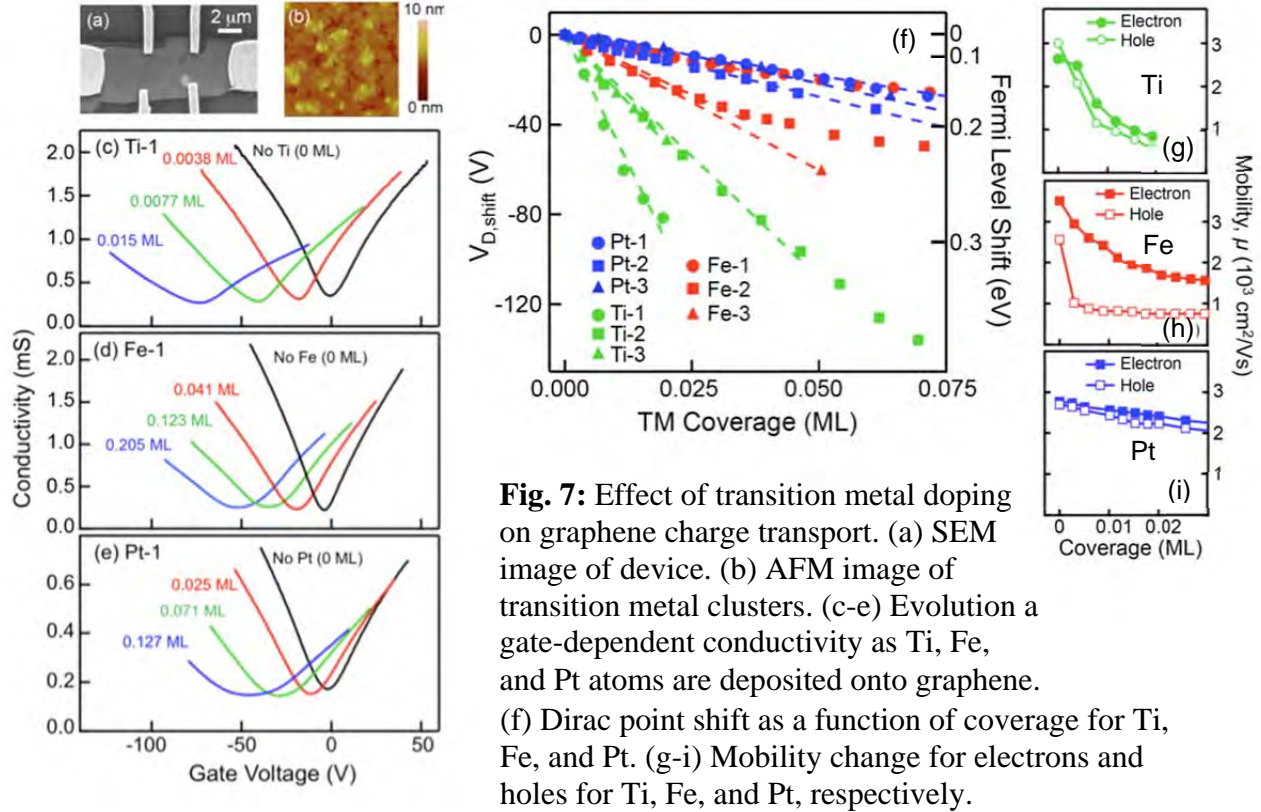 (a)
2 μm
(b)
10 nm
0 nm
(c) Ti-1
No Ti (0 ML)
0.0038 ML
0.0077 ML
0.015 ML
2.0
1.5
1.0
0.5
0.0
(d) Fe-1
No Fe (0 ML)
0.041 ML
0.123 ML
0.205 ML
2.0
1.5
1.0
0.5
0.0
(e) Pt-1
No Pt (0 ML)
0.025 ML
0.071 ML
0.127 ML
0.6
0.4
0.2
0.0
Conductivity (mS)
-100 -50 0 50
Gate Voltage (V)
(f)
0
-40
-80
-120
V_D,shift (V)
0
0.1
0.2
0.3
Fermi Level Shift (eV)
Pt-1
Pt-2
Pt-3
Ti-1
Ti-2
Ti-3
Fe-1
Fe-2
Fe-3
0.000 0.025 0.050 0.075
TM Coverage (ML)
Electron
Hole
Ti
(g)
3
2
1
Electron
Hole
Fe
(h)
3
2
1
Electron
Hole
Pt
(i)
3
2
1
Mobility, μ (10³ cm²/Vs)
0 0.01 0.02
Coverage (ML)
Fig. 7: Effect of transition metal doping
on graphene charge transport. (a) SEM
image of device. (b) AFM image of
transition metal clusters. (c-e) Evolution a
gate-dependent conductivity as Ti, Fe,
and Pt atoms are deposited onto graphene.
(f) Dirac point shift as a function of coverage for Ti,
Fe, and Pt. (g-i) Mobility change for electrons and
holes for Ti, Fe, and Pt, respectively.